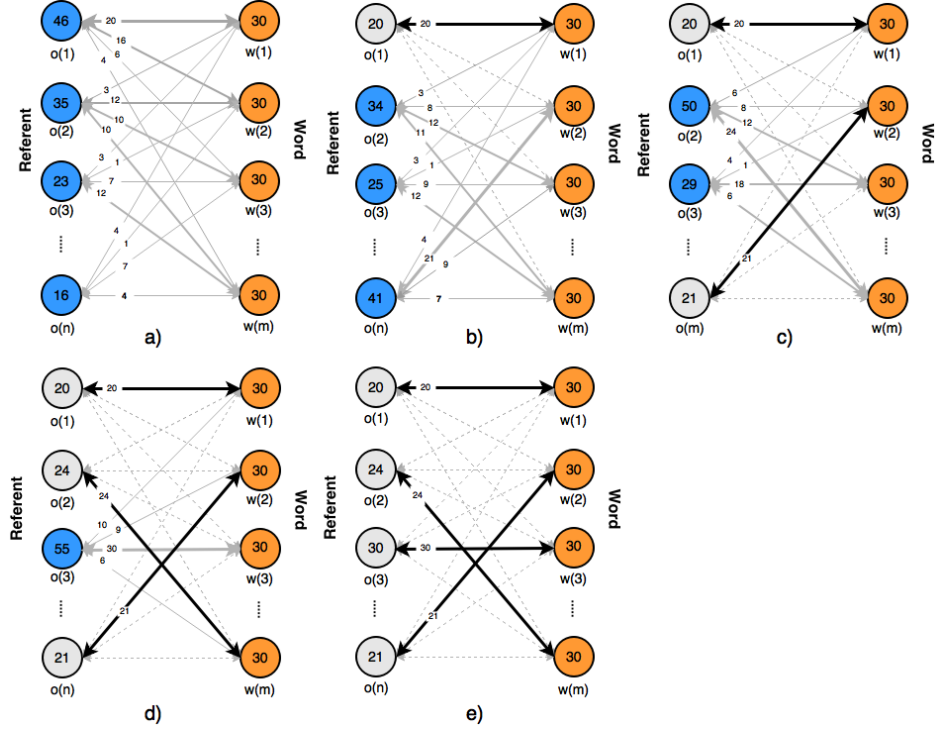 46 20 30
o(1) 16 6 4 w(1)
35 3 12 30
o(2) 10 10 w(2)
Referent
Word
23 3 1 7 12 30
o(3) w(3)
.... ....
4
1
7
16 4 30
o(n) w(m)
a)
20 20 30
o(1) w(1)
34 3 8 30
o(2) 12 11 w(2)
Referent
Word
25 3 1 9 12 30
o(3) w(3)
.... ....
4
21
9
41 7 30
o(n) w(m)
b)
20 20 30
o(1) w(1)
50 6 8 30
o(2) 12 24 w(2)
Referent
Word
29 4 1 18 6 30
o(3) w(3)
.... ....
21
21 30
o(m) w(m)
c)
20 20 30
o(1) w(1)
24 30
o(2) 24 w(2)
Referent
Word
10 9
55 30 6 30
o(3) w(3)
.... ....
21
21 30
o(n) w(m)
d)
20 20 30
o(1) w(1)
24 30
o(2) 24 w(2)
Referent
Word
30 30 30
o(3) w(3)
.... ....
21
21 30
o(n) w(m)
e)